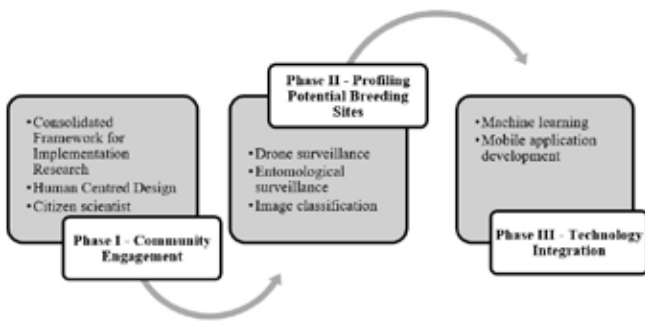 •Consolidated
Framework for
Implementation
Research
•Human Centred Design
•Citizen scientist
Phase I - Community
Engagement
Phase II - Profiling
Potential Breeding
Sites
•Drone surveillance
•Entomological
surveillance
•Image classification
•Machine learning
•Mobile application
development
Phase III - Technology
Integration